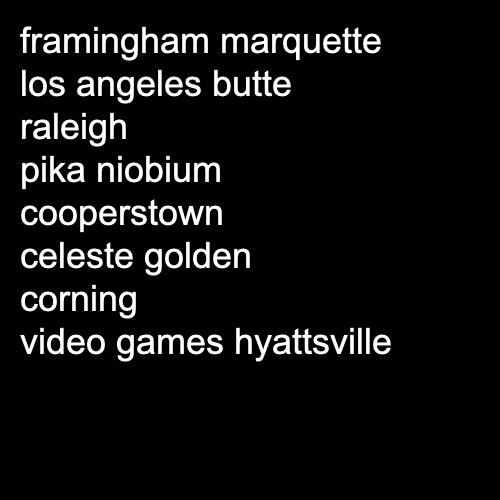 framingham marquette
los angeles butte
raleigh
pika niobium
cooperstown
celeste golden
corning
video games hyattsville